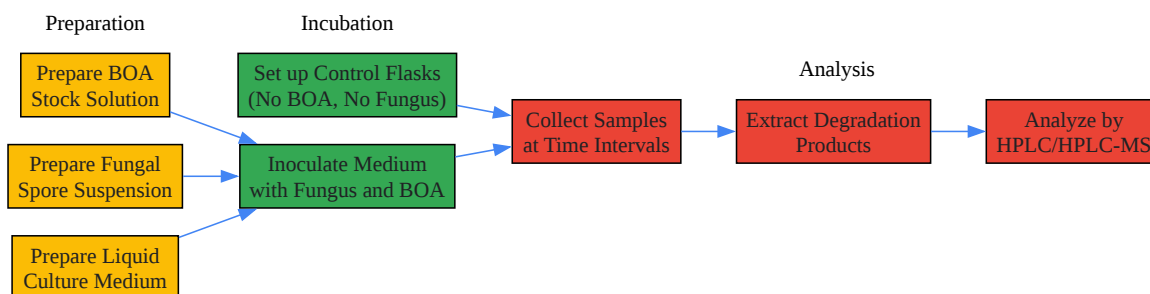 Preparation
Incubation
Analysis
Prepare BOA
Stock Solution
Prepare Fungal
Spore Suspension
Prepare Liquid
Culture Medium
Set up Control Flasks
(No BOA, No Fungus)
Inoculate Medium
with Fungus and BOA
Collect Samples
at Time Intervals
Extract Degradation
Products
Analyze by
HPLC/HPLC-MS